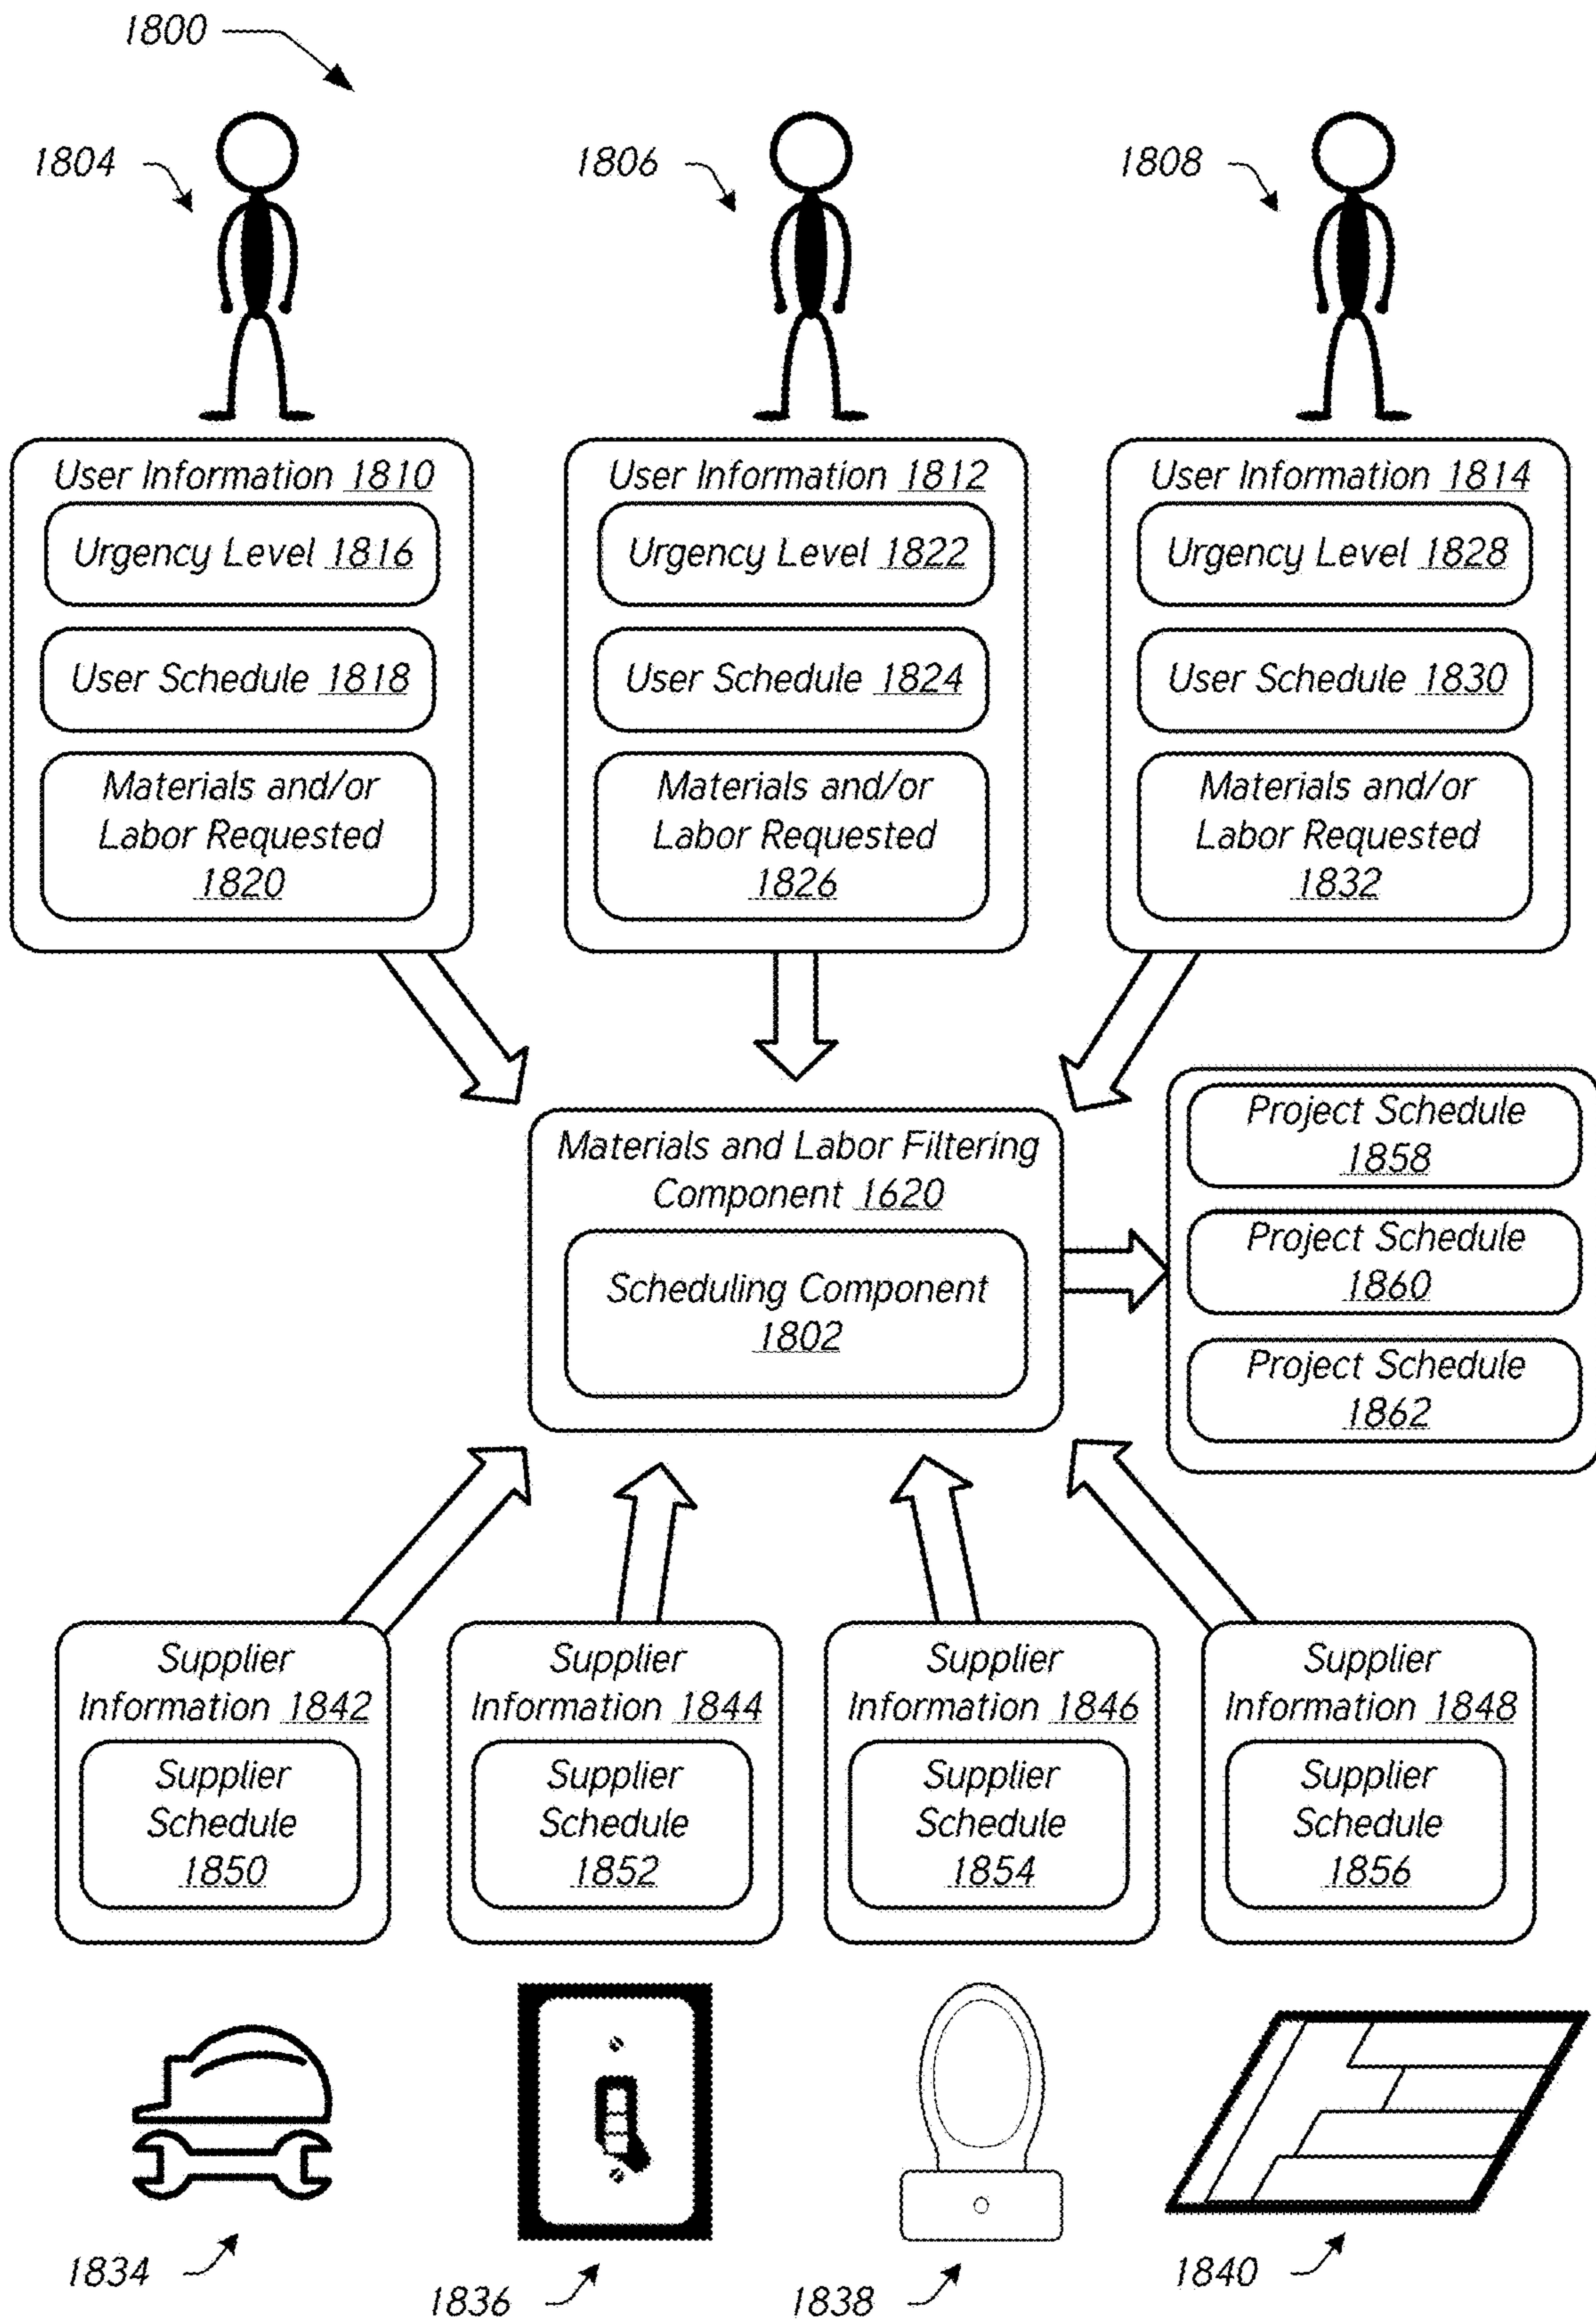 1800
1804
1806
1808
User Information 1810
Urgency Level 1816
User Schedule 1818
Materials and/or
Labor Requested
1820
User Information 1812
Urgency Level 1822
User Schedule 1824
Materials and/or
Labor Requested
1826
User Information 1814
Urgency Level 1828
User Schedule 1830
Materials and/or
Labor Requested
1832
Materials and Labor Filtering
Component 1620
Scheduling Component
1802
Project Schedule
1858
Project Schedule
1860
Project Schedule
1862
Supplier
Information 1842
Supplier
Schedule
1850
Supplier
Information 1844
Supplier
Schedule
1852
Supplier
Information 1846
Supplier
Schedule
1854
Supplier
Information 1848
Supplier
Schedule
1856
1834
1836
1838
1840